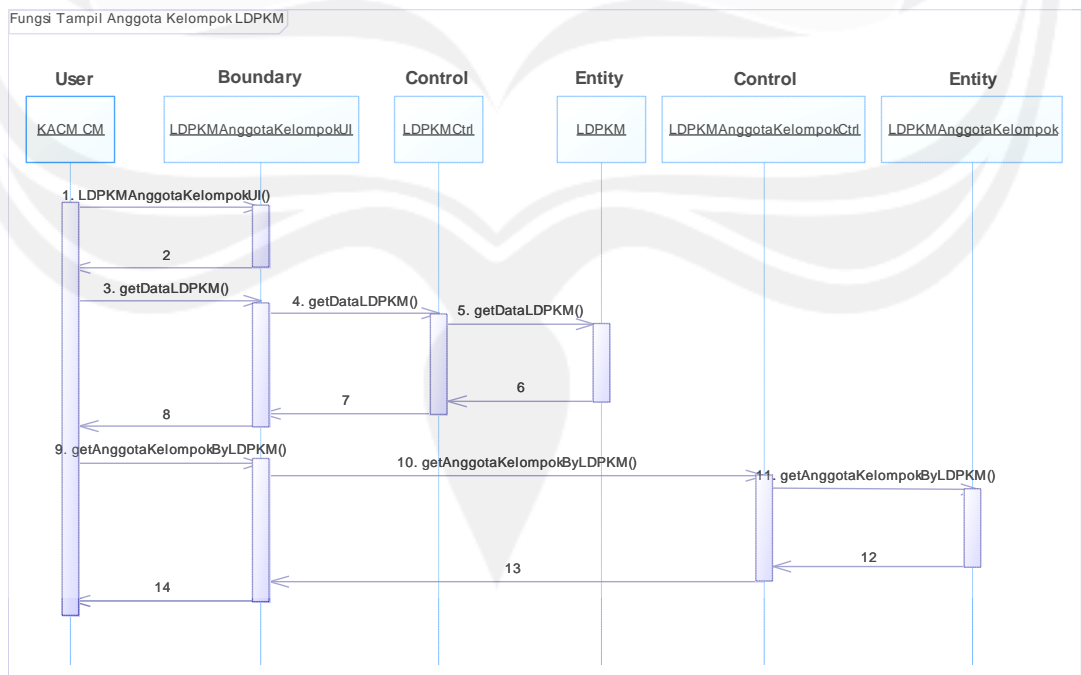 Fungsi Tampil Anggota Kelompok LDPKM
User
Boundary
Control
Entity
Control
Entity
KACM CM
LDPKMAnggotaKelompokUI
LDPKMCtrl
LDPKM
LDPKMAnggotaKelompokCtrl
LDPKMAnggotaKelompok
1. LDPKMAnggotaKelompokUI()
2
3. getDataLDPKM()
4. getDataLDPKM()
5. getDataLDPKM()
6
7
8
9. getAnggotaKelompokByLDPKM()
10. getAnggotaKelompokByLDPKM()
11. getAnggotaKelompokByLDPKM()
12
13
14